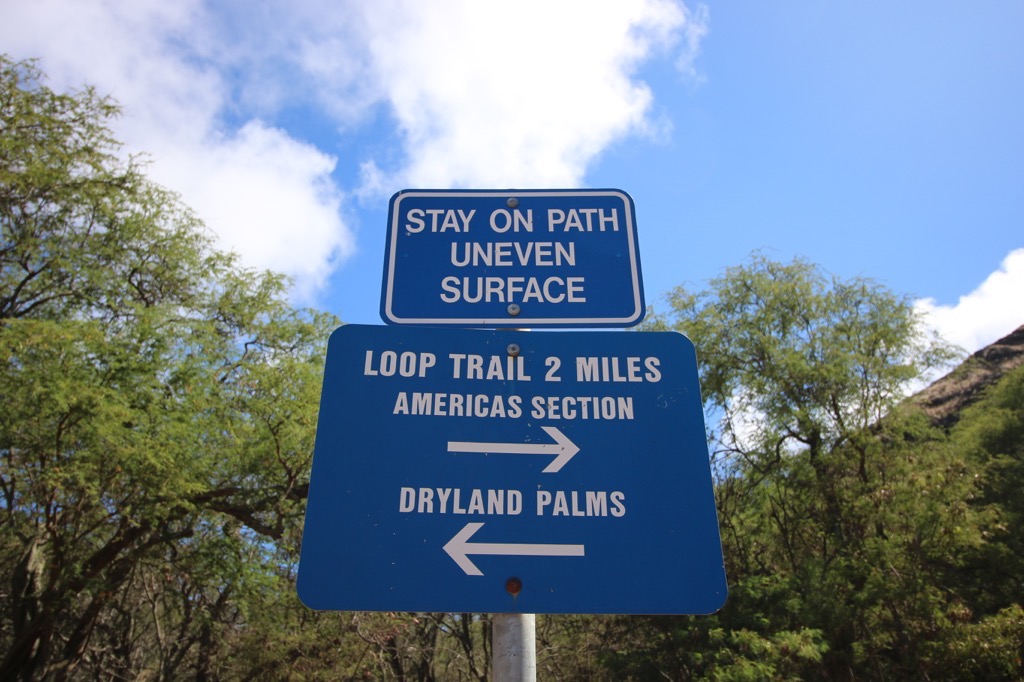 STAY ON PATH
UNEVEN
SURFACE
LOOP TRAIL 2 MILES
AMERICAS SECTION
DRYLAND PALMS